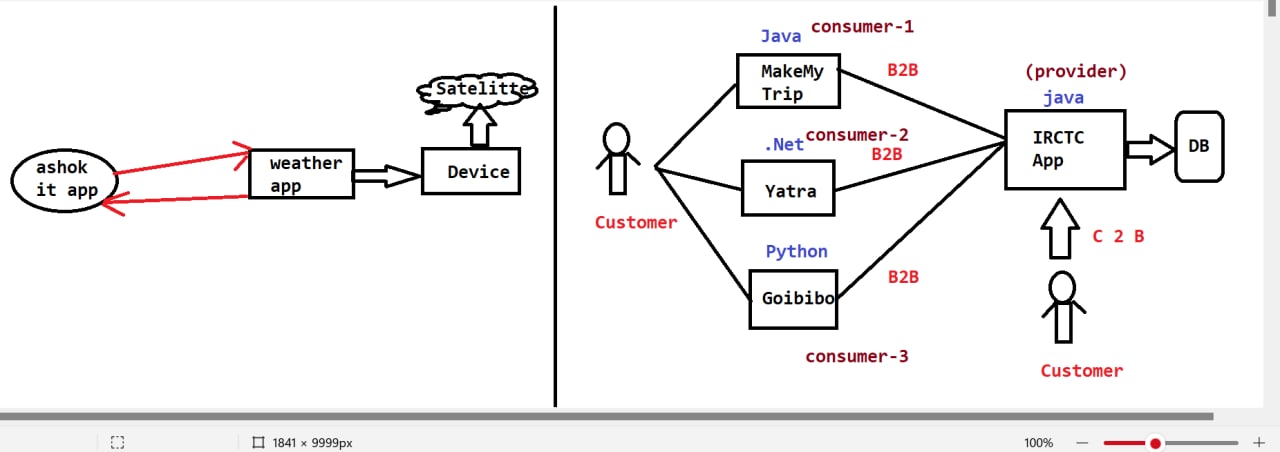 Satelitte
ashok
it app
weather
app
Device
Java
consumer-1
MakeMy
Trip
B2B
(provider)
java
IRCTC
App
DB
.Net
consumer-2
B2B
Yatra
Customer
Python
Goibibo
B2B
consumer-3
C 2 B
Customer
1841 × 9999px
100%